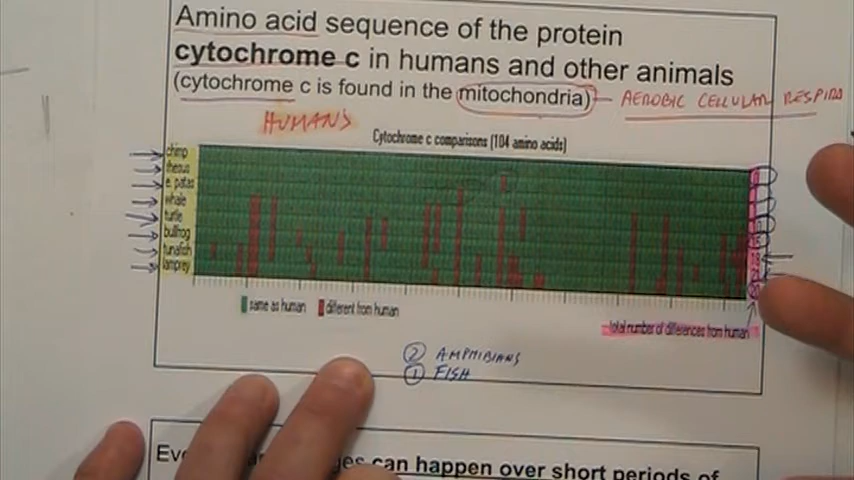 Amino acid sequence of the protein
cytochrome c in humans and other animals
(cytochrome c is found in the mitochondria) AEROBIC CELLULAR RESPIRA
HUMANS
Cytochrome c comparisons (104 amino acids)
chimp
rhesus
e. patas
whale
turtle
bullfrog
tunafish
lamprey
same as human different from human
total number of differences from human
② AMPHIBIANS
① FISH
can happen over short periods of